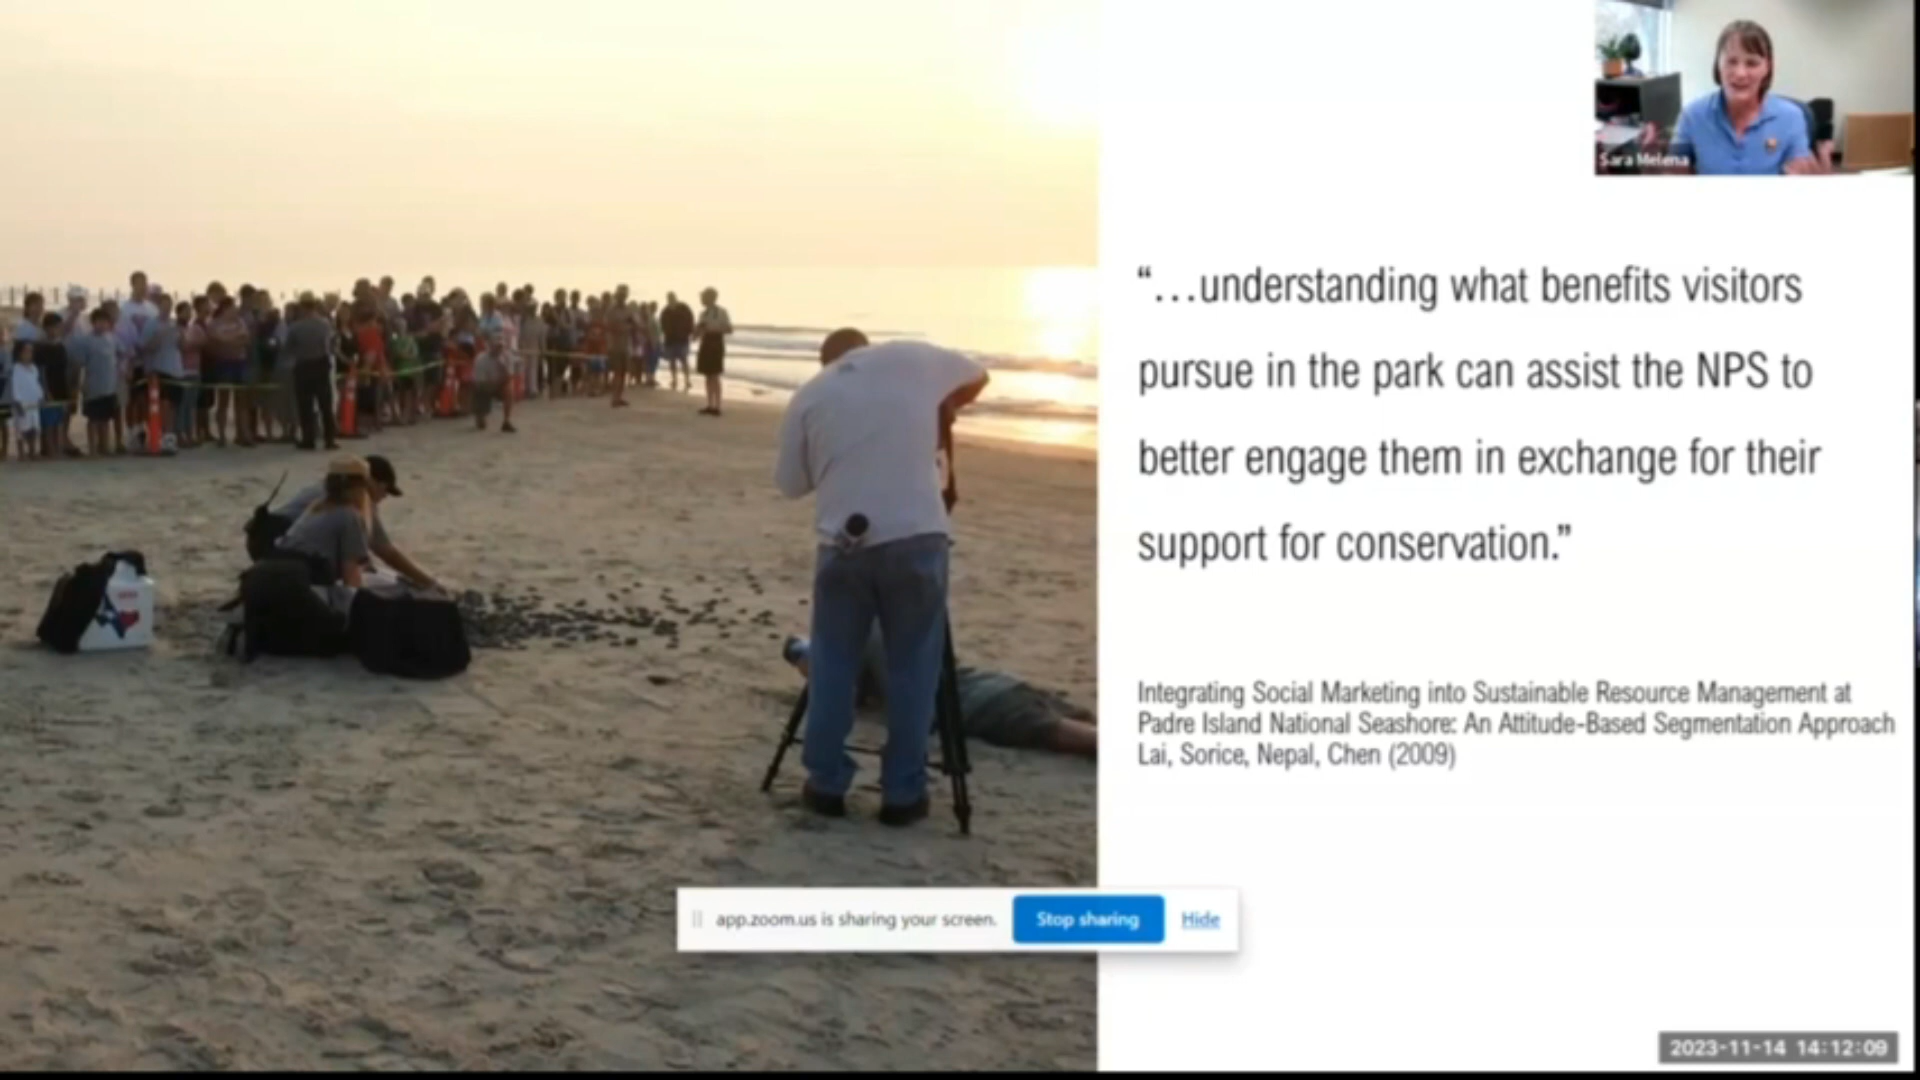 Sara Melena
“…understanding what benefits visitors
pursue in the park can assist the NPS to
better engage them in exchange for their
support for conservation.”
Integrating Social Marketing into Sustainable Resource Management at
Padre Island National Seashore: An Attitude-Based Segmentation Approach
Lai, Sorice, Nepal, Chen (2009)
app.zoom.us is sharing your screen. Stop sharing Hide
2023-11-14 14:12:09